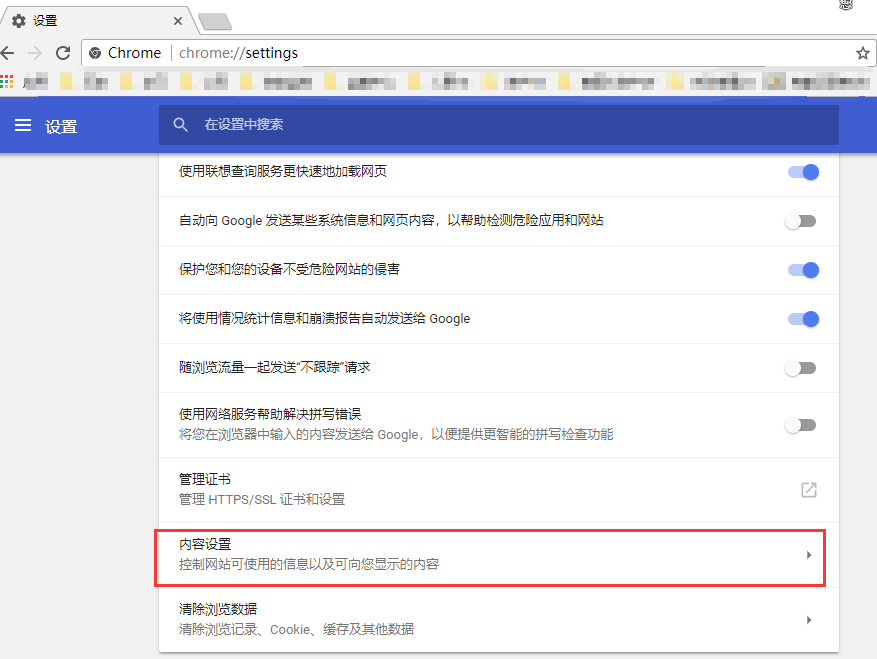 设置
Chrome
chrome://settings
设置
在设置中搜索
使用联想查询服务更快速地加载网页
自动向 Google 发送某些系统信息和网页内容，以帮助检测危险应用和网站
保护您和您的设备不受危险网站的侵害
将使用情况统计信息和崩溃报告自动发送给 Google
随浏览流量一起发送“不跟踪”请求
使用网络服务帮助解决拼写错误
将您在浏览器中输入的内容发送给 Google，以便提供更智能的拼写检查功能
管理证书
管理 HTTPS/SSL 证书和设置
内容设置
控制网站可使用的信息以及可向您显示的内容
清除浏览数据
清除浏览记录、Cookie、缓存及其他数据